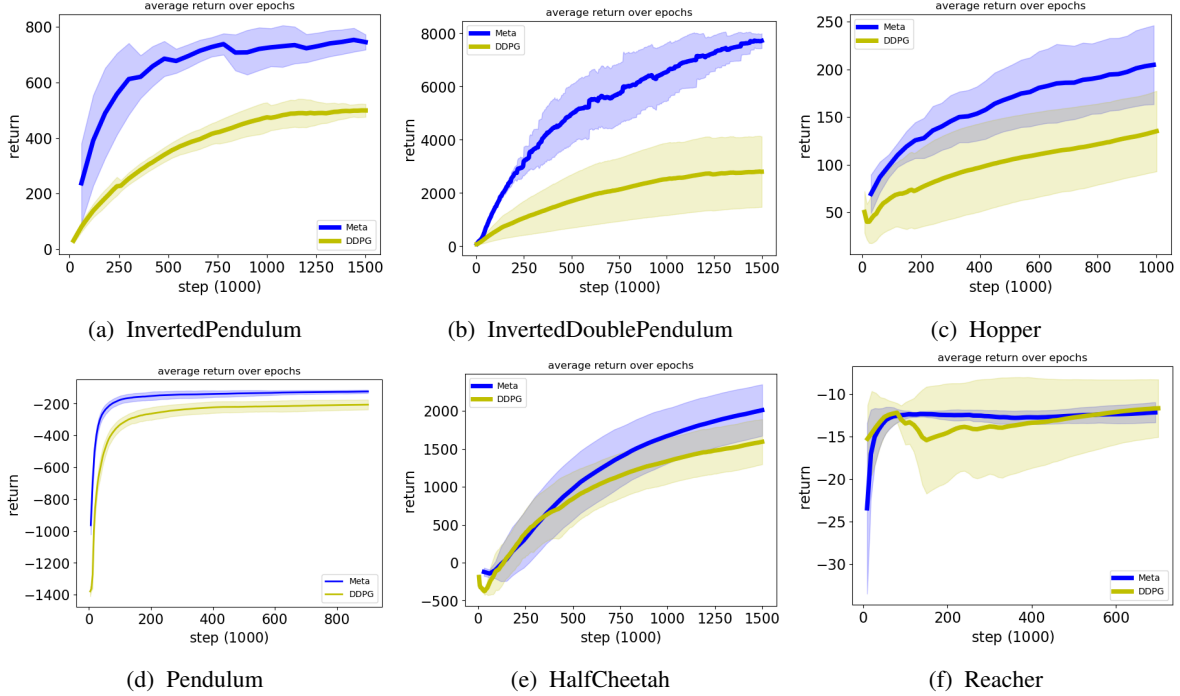 average return over epochs
800
600
400
200
0
return
0 250 500 750 1000 1250 1500
step (1000)
Meta
DDPG
(a) InvertedPendulum
average return over epochs
8000
6000
4000
2000
0
return
0 250 500 750 1000 1250 1500
step (1000)
Meta
DDPG
(b) InvertedDoublePendulum
average return over epochs
250
200
150
100
50
return
0 200 400 600 800 1000
step (1000)
Meta
DDPG
(c) Hopper
average return over epochs
−200
−400
−600
−800
−1000
−1200
−1400
return
0 200 400 600 800
step (1000)
Meta
DDPG
(d) Pendulum
average return over epochs
2000
1500
1000
500
0
−500
return
0 250 500 750 1000 1250 1500
step (1000)
Meta
DDPG
(e) HalfCheetah
average return over epochs
−10
−15
−20
−25
−30
return
0 200 400 600
step (1000)
Meta
DDPG
(f) Reacher